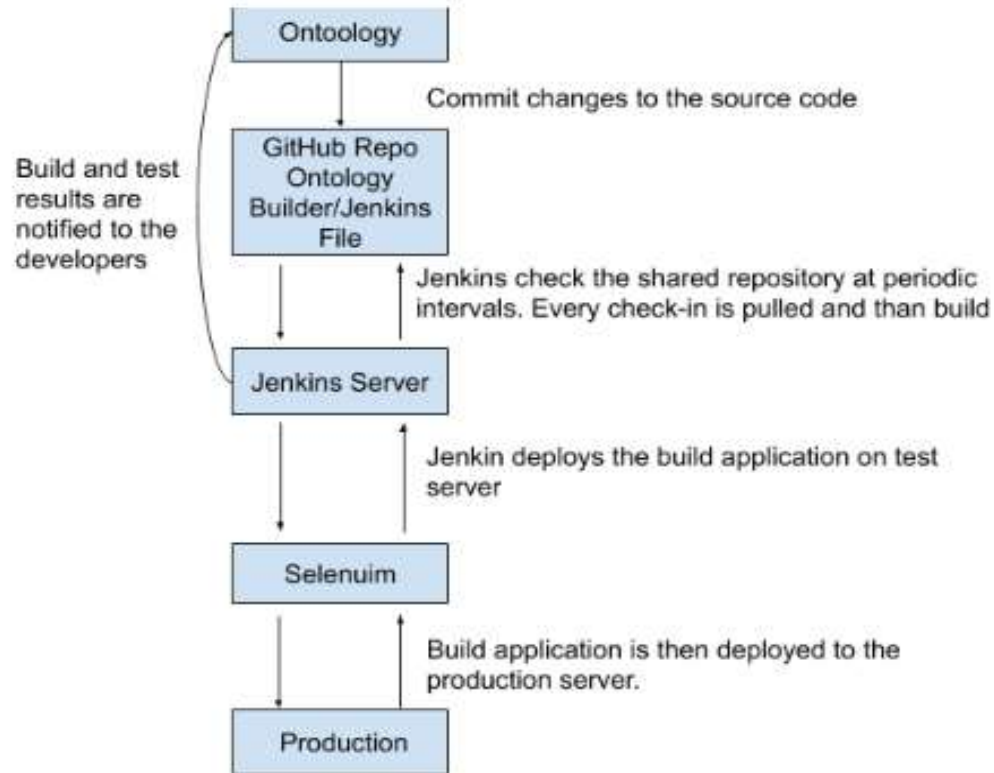 Ontoology
Commit changes to the source code
GitHub Repo
Ontology
Builder/Jenkins
File
Build and test
results are
notified to the
developers
Jenkins check the shared repository at periodic
intervals. Every check-in is pulled and than build
Jenkins Server
Jenkin deploys the build application on test
server
Selenuim
Build application is then deployed to the
production server.
Production